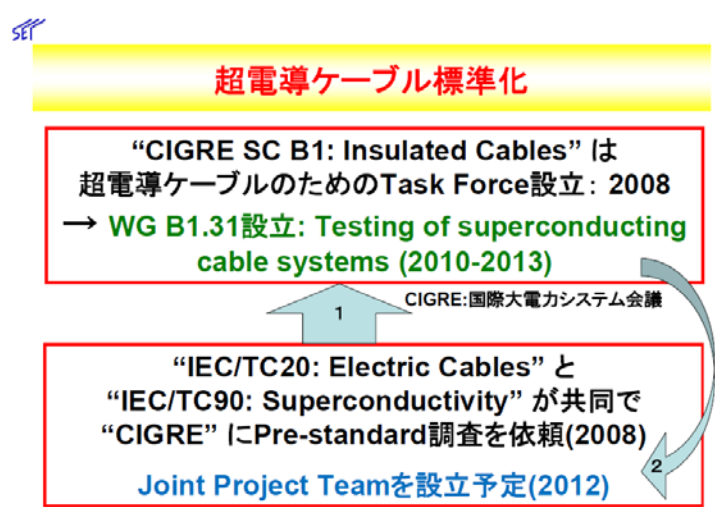 SEI
超電導ケーブル標準化
“CIGRE SC B1: Insulated Cables” は
超電導ケーブルのためのTask Force設立: 2008
→ WG B1.31設立: Testing of superconducting
cable systems (2010-2013)
1
CIGRE:国際大電力システム会議
“IEC/TC20: Electric Cables” と
“IEC/TC90: Superconductivity” が共同で
“CIGRE” にPre-standard調査を依頼(2008)
2
Joint Project Teamを設立予定(2012)